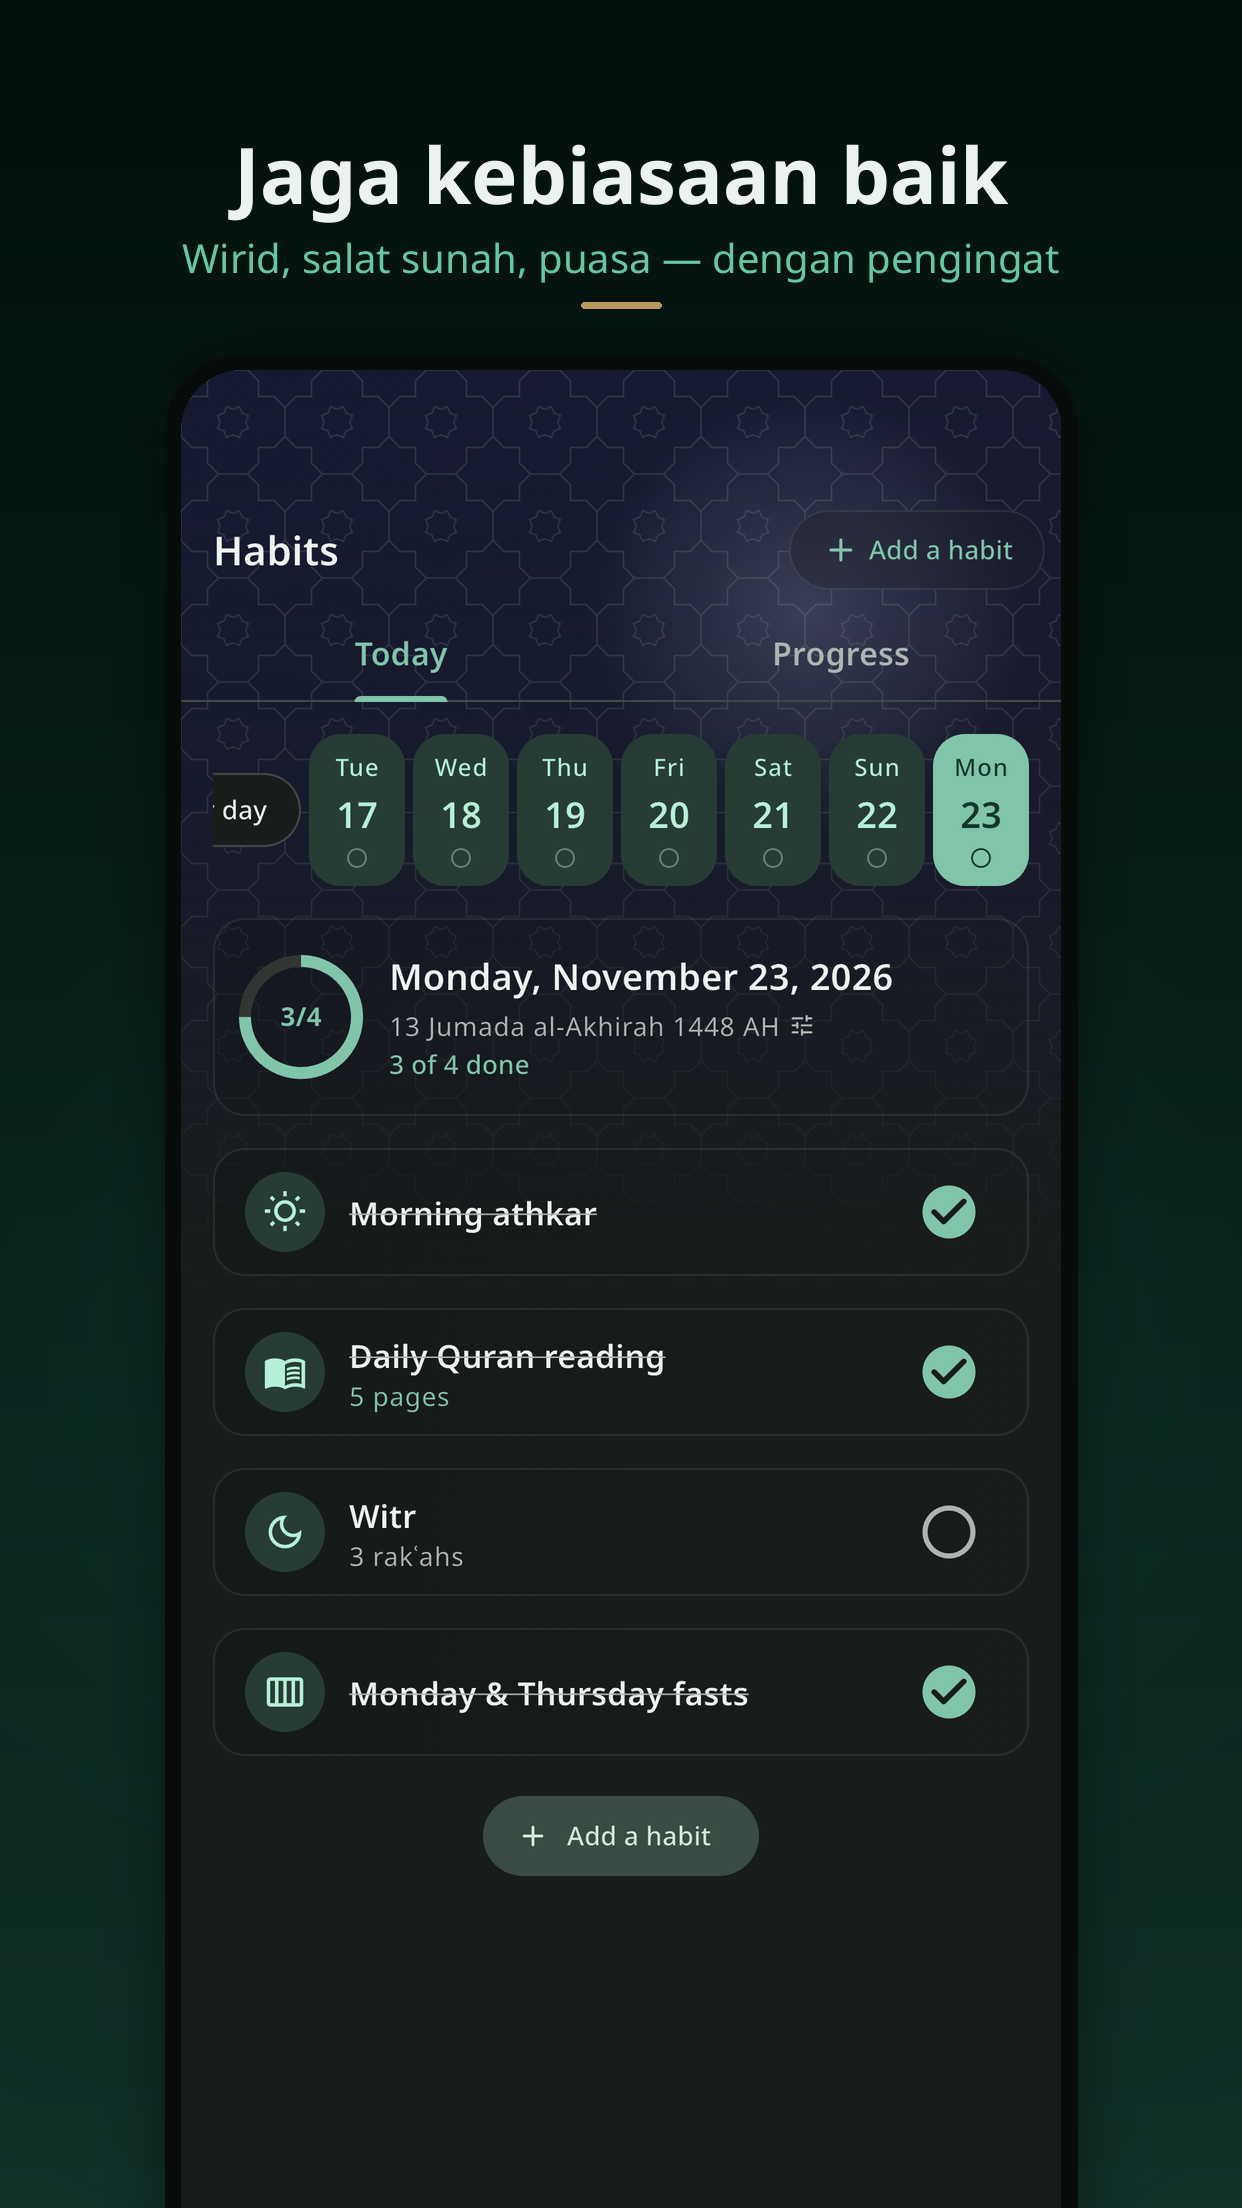 Jaga kebiasaan baik
Wirid, salat sunah, puasa — dengan pengingat
Habits
+ Add a habit
Today
Progress
day
Tue
17
Wed
18
Thu
19
Fri
20
Sat
21
Sun
22
Mon
23
3/4
Monday, November 23, 2026
13 Jumada al-Akhirah 1448 AH
3 of 4 done
Morning athkar
Daily Quran reading
5 pages
Witr
3 rakʿahs
Monday & Thursday fasts
+ Add a habit